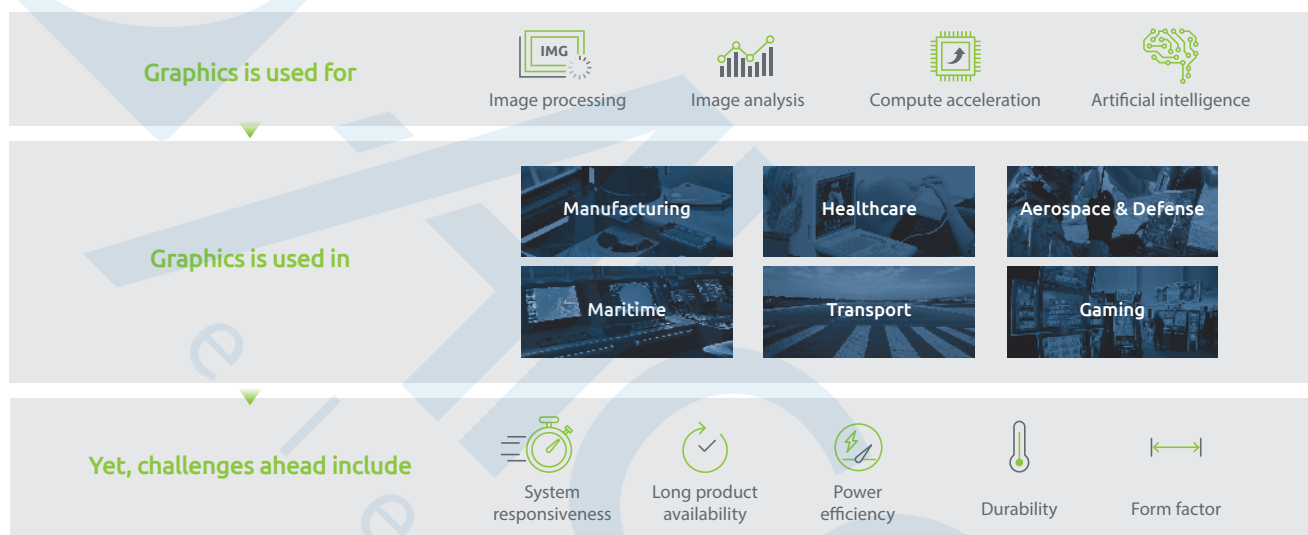 Graphics is used for
IMG
Image processing
Image analysis
Compute acceleration
Artificial intelligence
Graphics is used in
Manufacturing
Healthcare
Aerospace & Defense
Maritime
Transport
Gaming
Yet, challenges ahead include
System
responsiveness
Long product
availability
Power
efficiency
Durability
Form factor